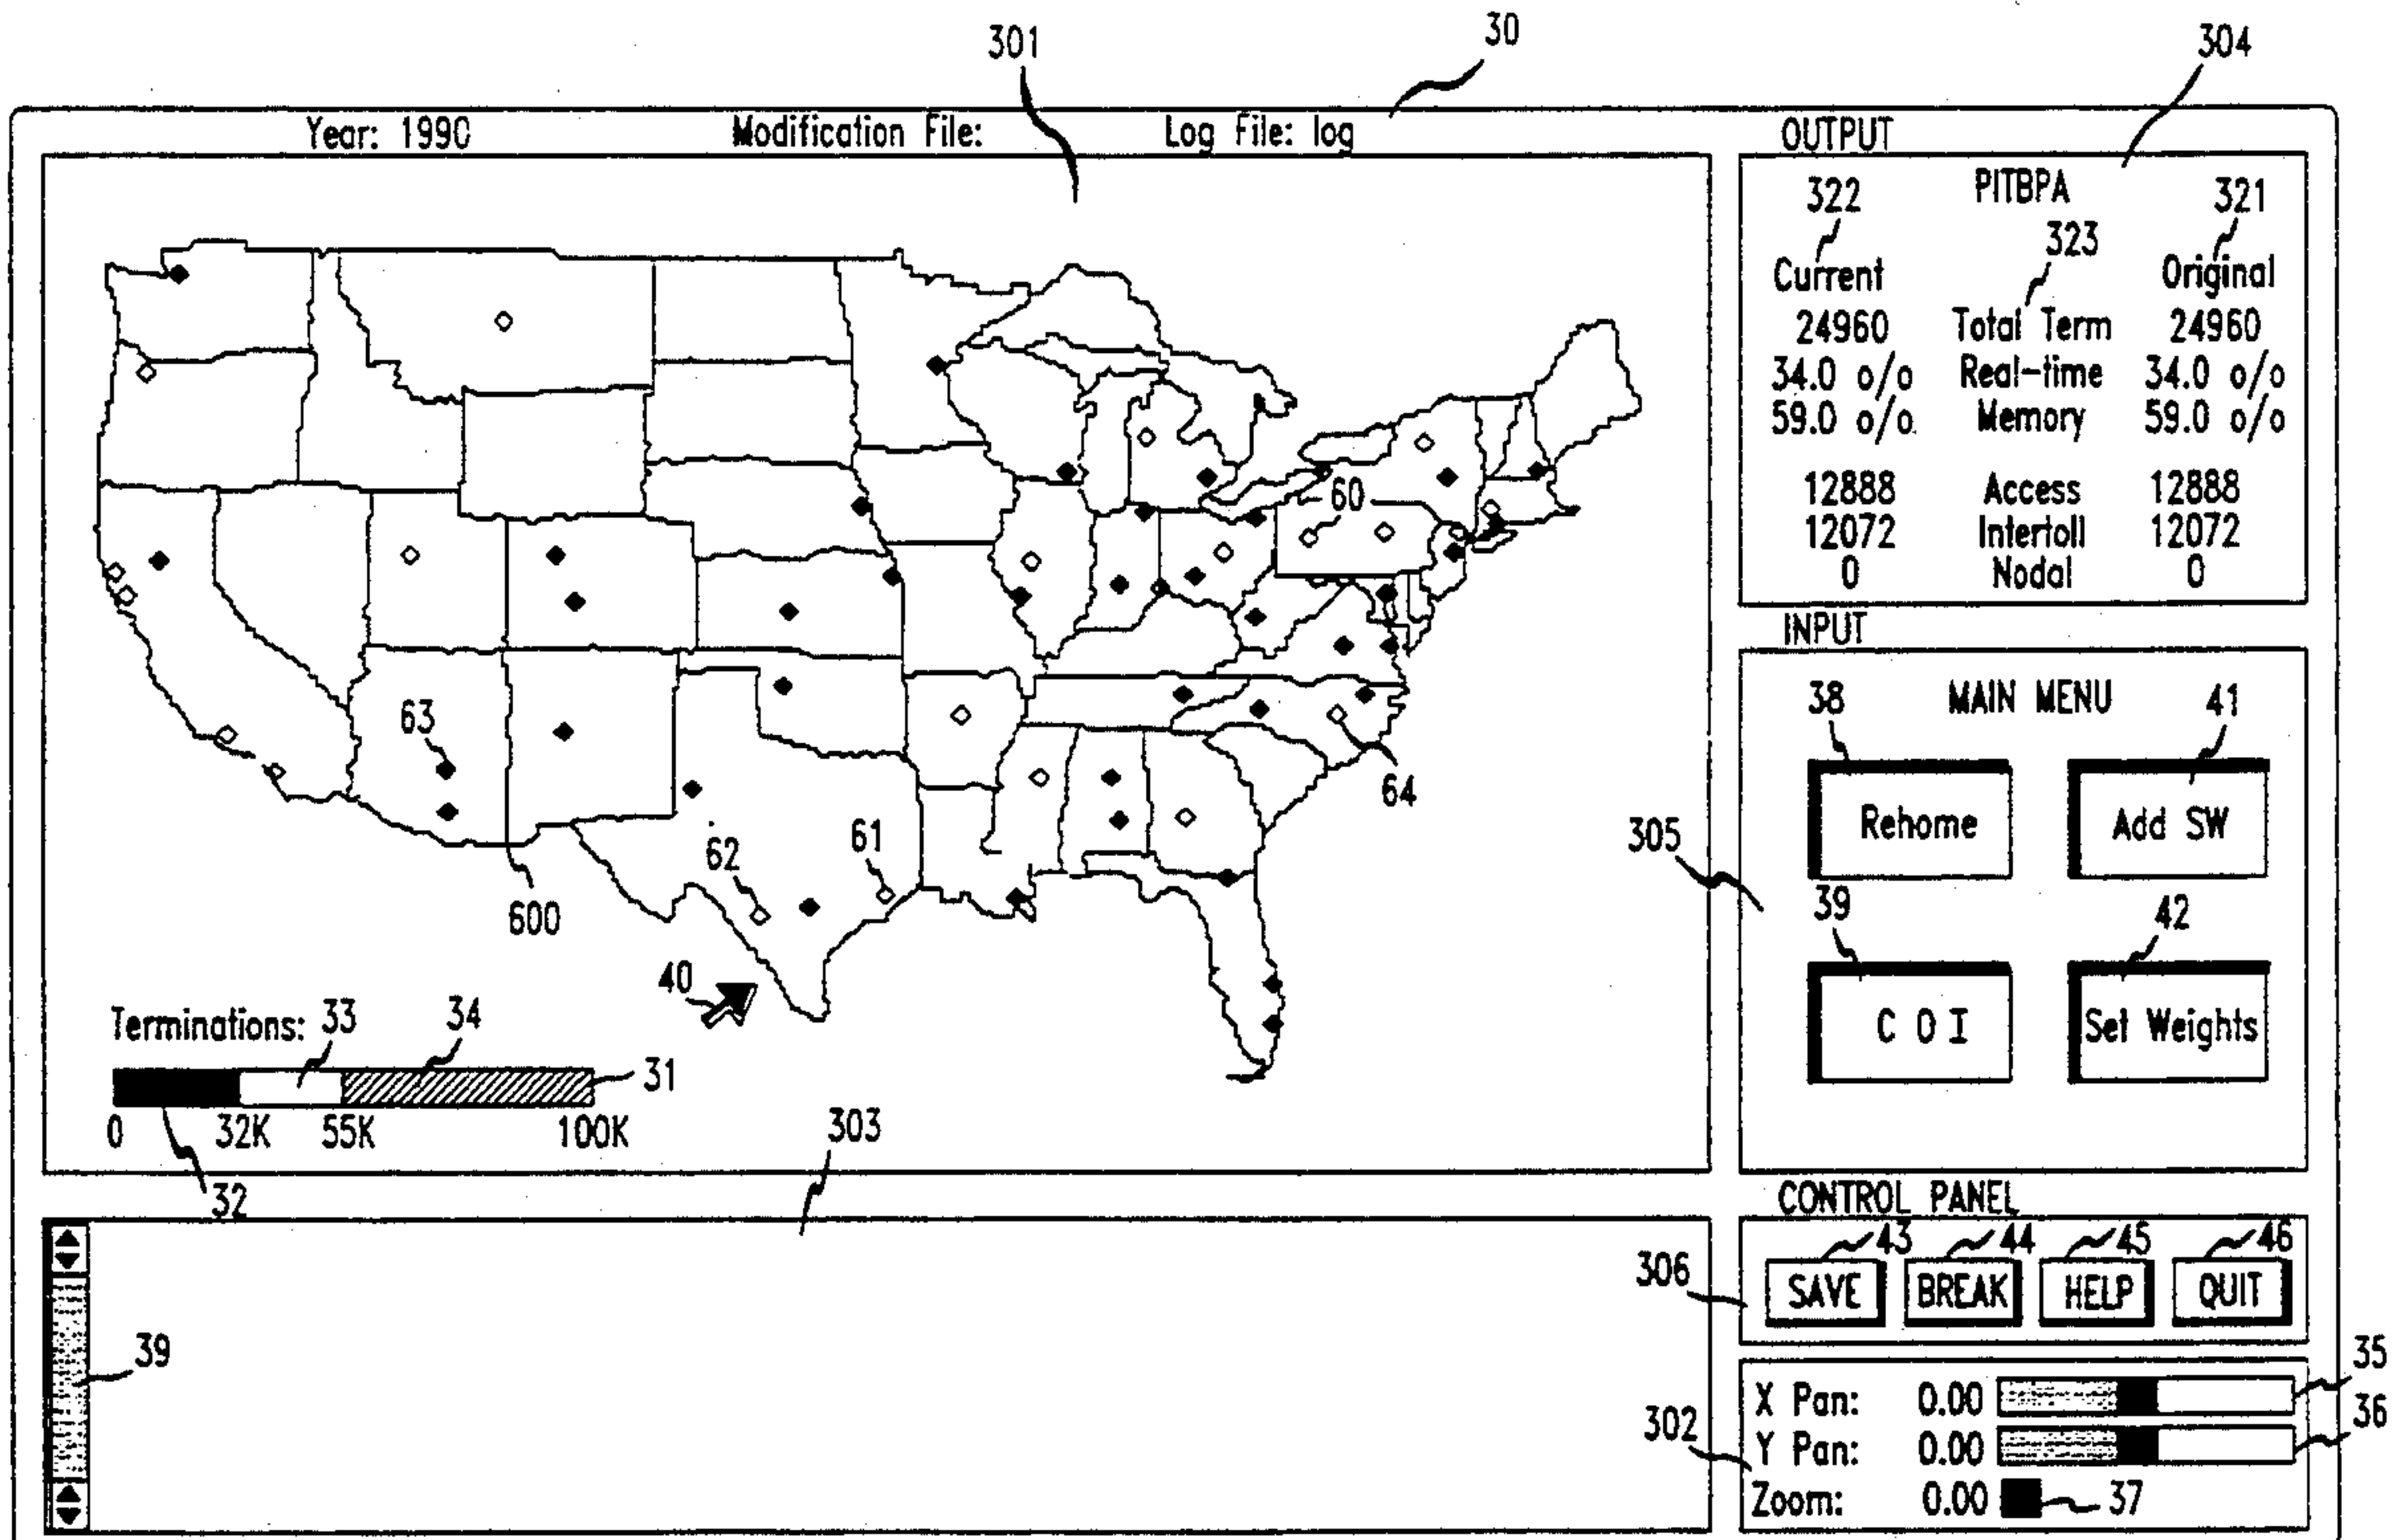 301
30
304
Year: 1990 Modification File: Log File: log OUTPUT
PITBPA
322 321
323
Current Original
24960 Total Term 24960
34.0 o/o Real-time 34.0 o/o
59.0 o/o Memory 59.0 o/o
12888 Access 12888
12072 Intertoll 12072
0 Nodal 0
60
63
64
62
61
600
40
INPUT
MAIN MENU
38
41
Rehome
Add SW
305
39
42
C O I
Set Weights
Terminations: 33 34
31
0 32K 55K 100K
32
303
39
CONTROL PANEL
43 44 45 46
306
SAVE BREAK HELP QUIT
35
X Pan: 0.00
36
302
Y Pan: 0.00
Zoom: 0.00 37